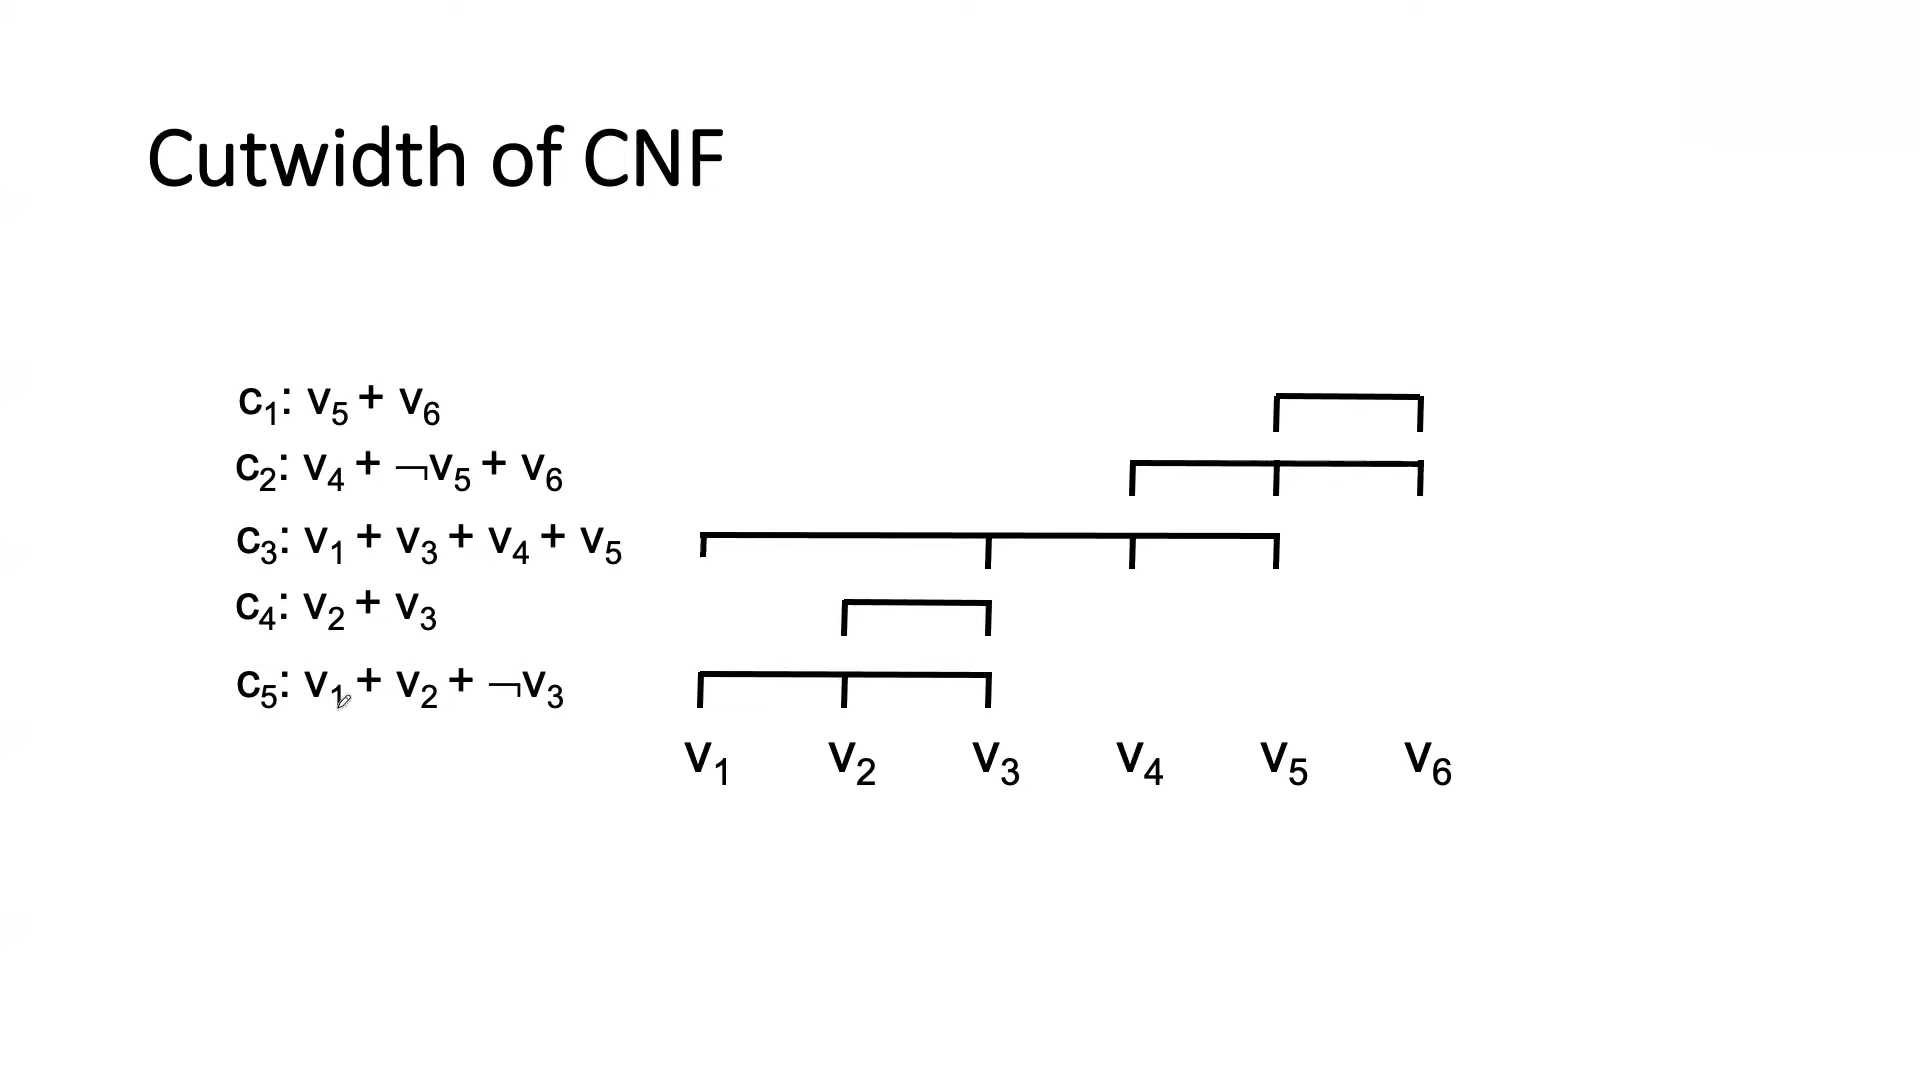 Cutwidth of CNF
c₁: v₅ + v₆
c₂: v₄ + ¬v₅ + v₆
c₃: v₁ + v₃ + v₄ + v₅
c₄: v₂ + v₃
c₅: v₁ + v₂ + ¬v₃
v₁ v₂ v₃ v₄ v₅ v₆